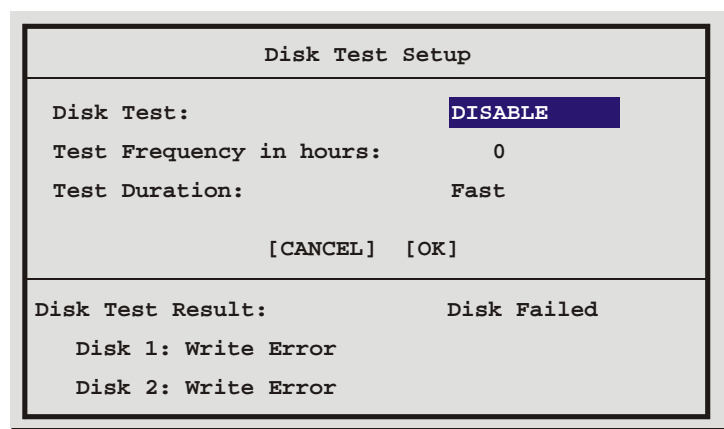 Disk Test Setup
Disk Test: DISABLE
Test Frequency in hours: 0
Test Duration: Fast
[CANCEL] [OK]
Disk Test Result: Disk Failed
Disk 1: Write Error
Disk 2: Write Error